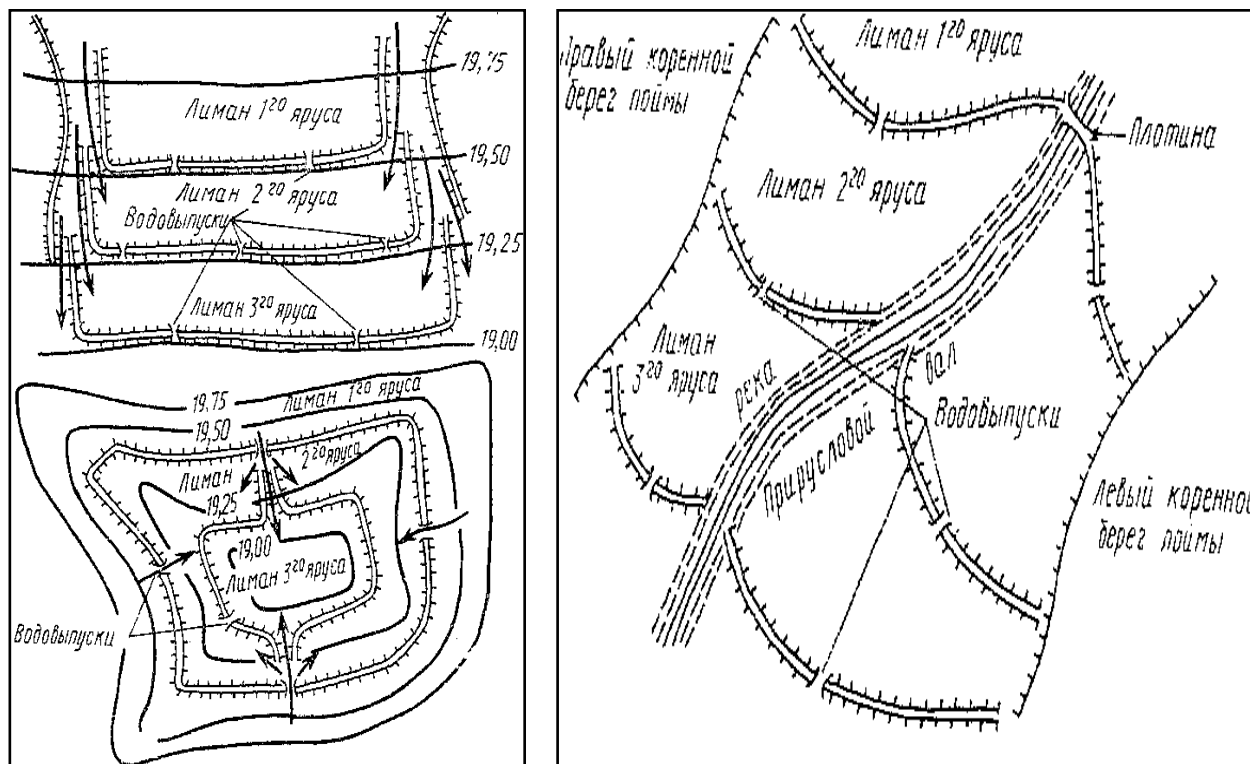 19,75
Лиман 1го яруса
19,50
Лиман 2го яруса
Водовыпуски
19,25
Лиман 3го яруса
19,00
19,75
Лиман 1го яруса
19,50
Лиман
2го яруса
19,25
19,00
Лиман 3го яруса
Водовыпуски
Лиман 1го яруса
Правый коренной
берег поймы
Плотина
Лиман 2го яруса
Лиман
3го яруса
река
вал
Прирусловой
Водовыпуски
Левый коренной
берег поймы